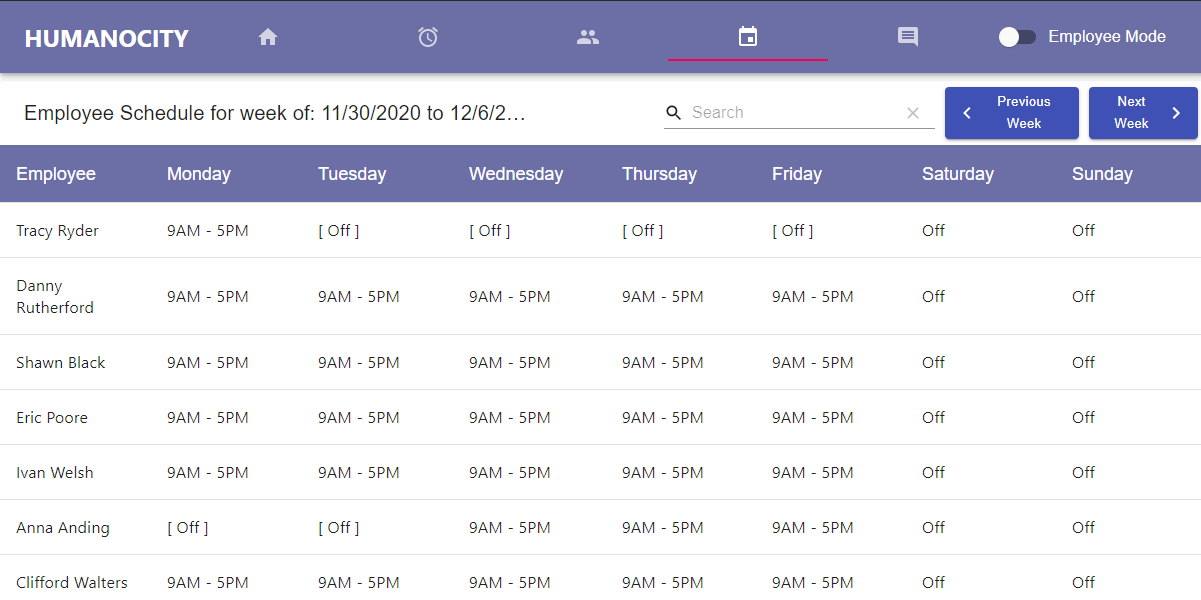 HUMANOCITY Employee Mode
Employee Schedule for week of: 11/30/2020 to 12/6/2... Search Previous Week Next Week
Employee Monday Tuesday Wednesday Thursday Friday Saturday Sunday
Tracy Ryder 9AM - 5PM [ Off ] [ Off ] [ Off ] [ Off ] Off Off
Danny Rutherford 9AM - 5PM 9AM - 5PM 9AM - 5PM 9AM - 5PM 9AM - 5PM Off Off
Shawn Black 9AM - 5PM 9AM - 5PM 9AM - 5PM 9AM - 5PM 9AM - 5PM Off Off
Eric Poore 9AM - 5PM 9AM - 5PM 9AM - 5PM 9AM - 5PM 9AM - 5PM Off Off
Ivan Welsh 9AM - 5PM 9AM - 5PM 9AM - 5PM 9AM - 5PM 9AM - 5PM Off Off
Anna Anding [ Off ] [ Off ] 9AM - 5PM 9AM - 5PM 9AM - 5PM Off Off
Clifford Walters 9AM - 5PM 9AM - 5PM 9AM - 5PM 9AM - 5PM 9AM - 5PM Off Off